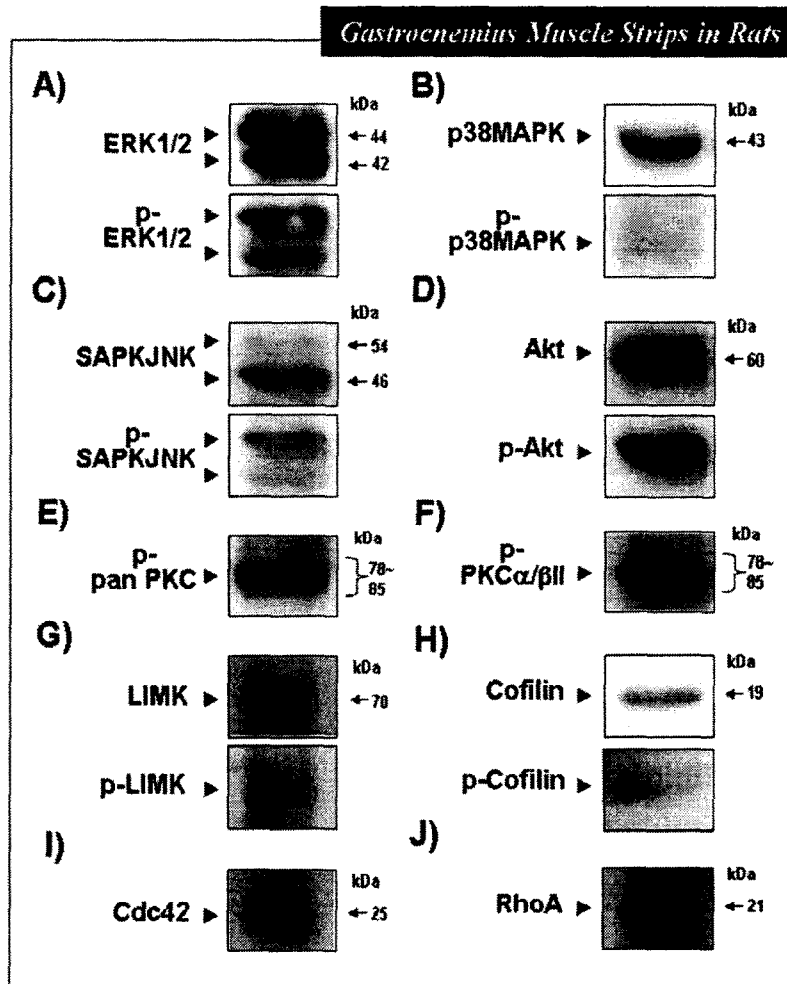 Gastrocnemius Muscle Strips in Rats
A)
kDa
ERK1/2
44
42
p-
ERK1/2
B)
kDa
p38MAPK
43
p-
p38MAPK
C)
kDa
SAPKJNK
54
46
p-
SAPKJNK
D)
kDa
Akt
60
p-Akt
E)
kDa
p-
pan PKC
78~
85
F)
kDa
p-
PKCα/βII
78~
85
G)
kDa
LIMK
70
p-LIMK
H)
kDa
Cofilin
19
p-Cofilin
I)
kDa
Cdc42
25
J)
kDa
RhoA
21